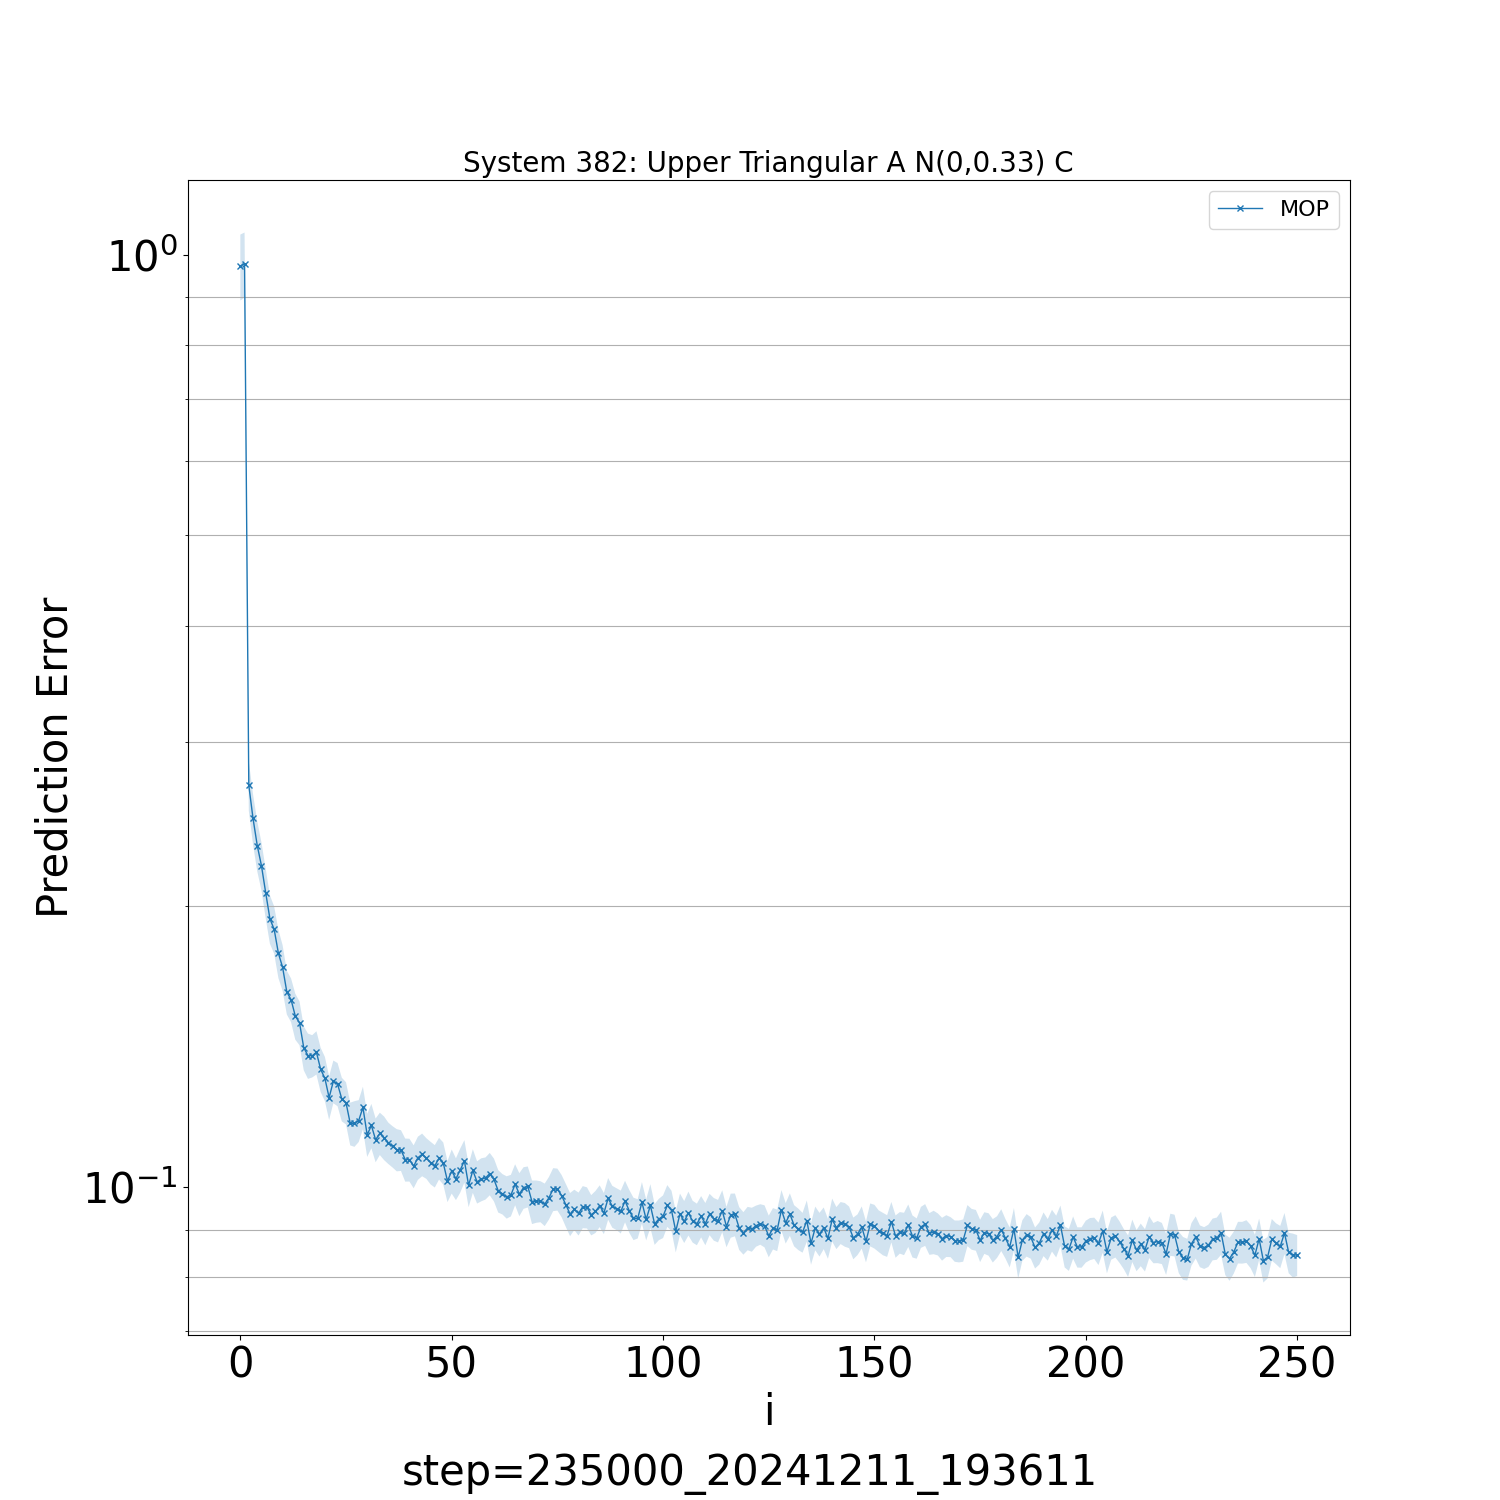 System 382: Upper Triangular A N(0,0.33) C
MOP
10⁰
10⁻¹
Prediction Error
0 50 100 150 200 250
i
step=235000_20241211_193611